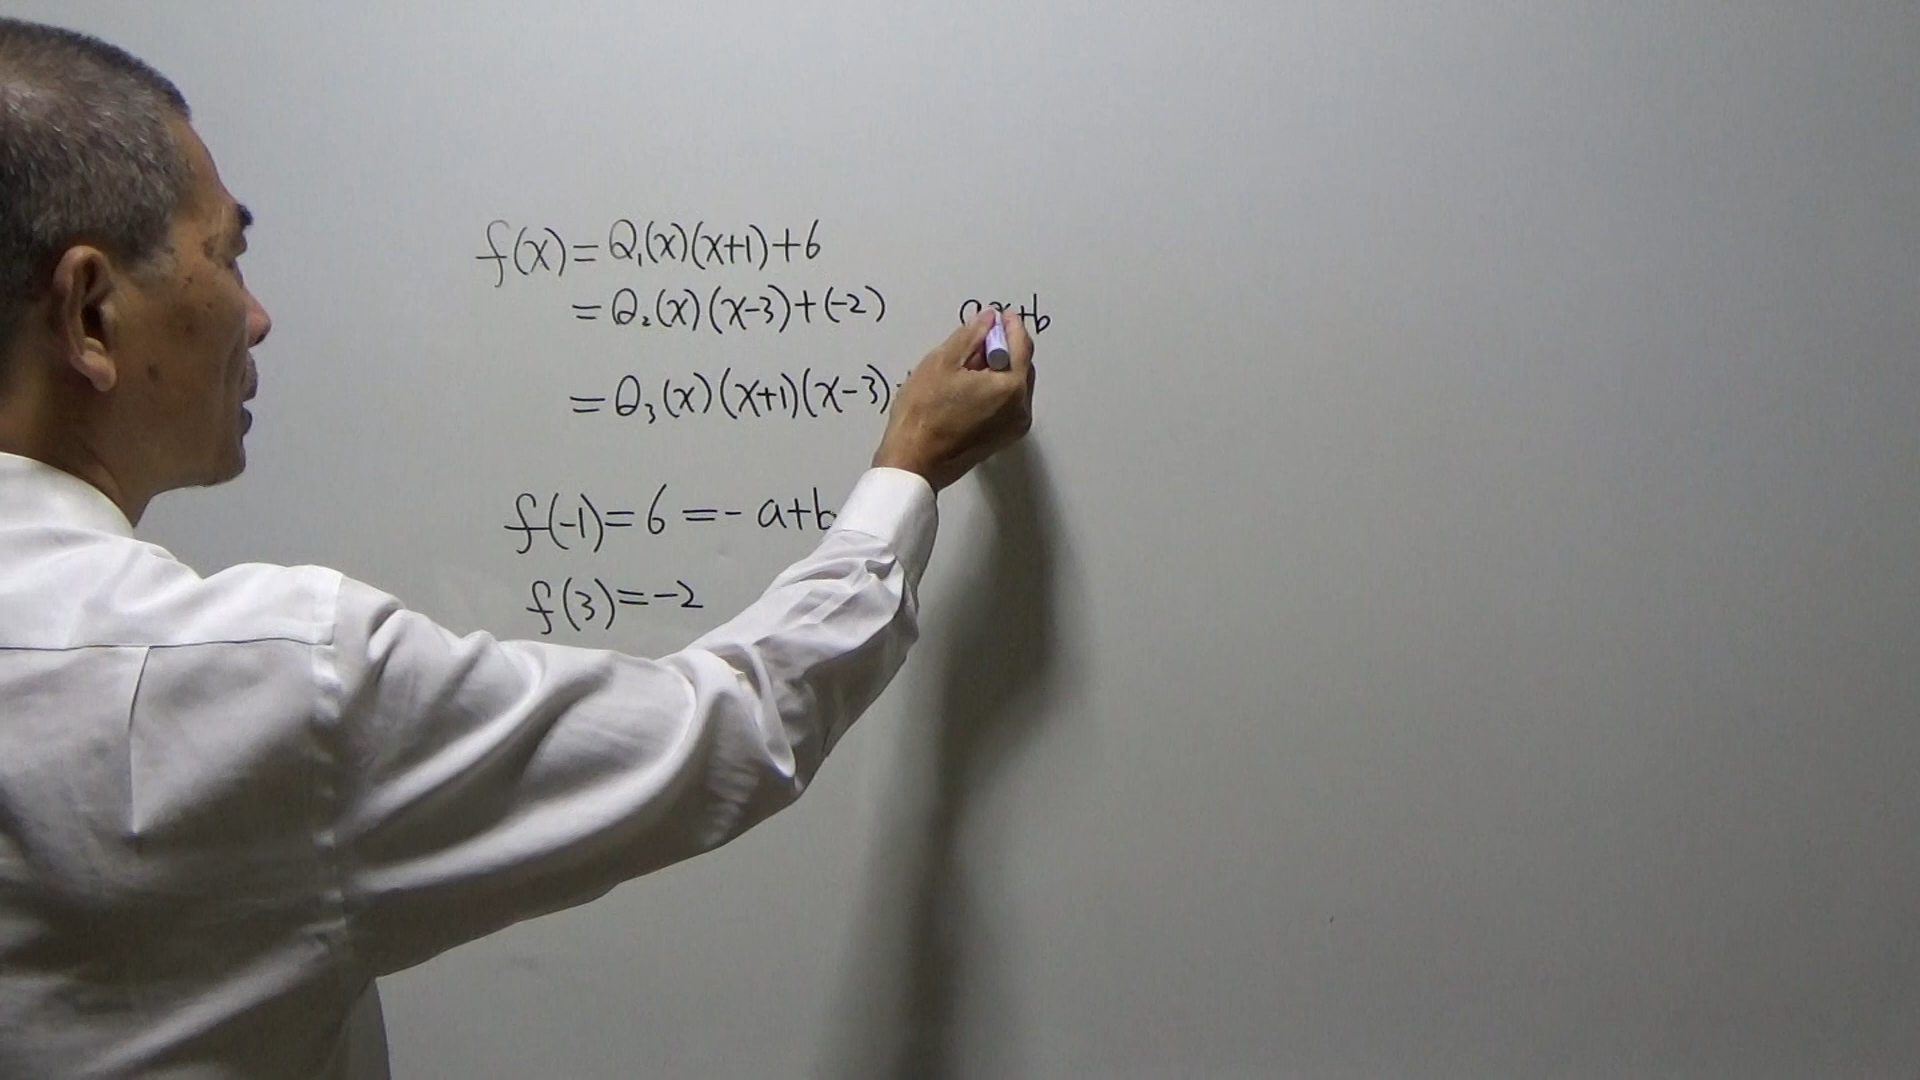 f(x)=Q₁(x)(x+1)+6
=Q₂(x)(x-3)+(-2)
ax+b
=Q₃(x)(x+1)(x-3)
f(-1)=6=-a+b
f(3)=-2